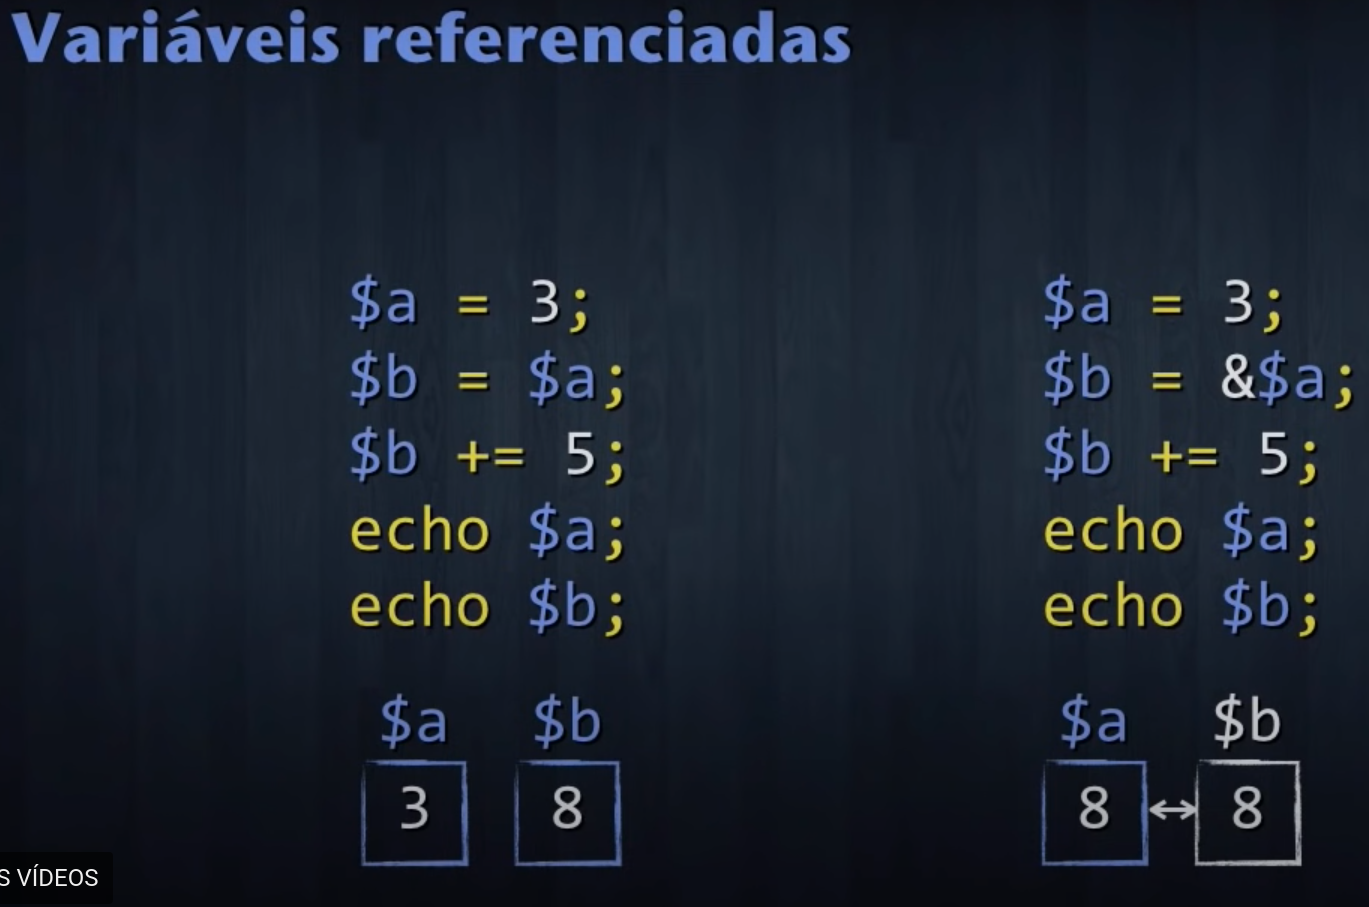 Variáveis referenciadas
$a = 3;
$b = $a;
$b += 5;
echo $a;
echo $b;
$a $b
3 8
$a = 3;
$b = &$a;
$b += 5;
echo $a;
echo $b;
$a $b
8 ↔ 8
S VÍDEOS